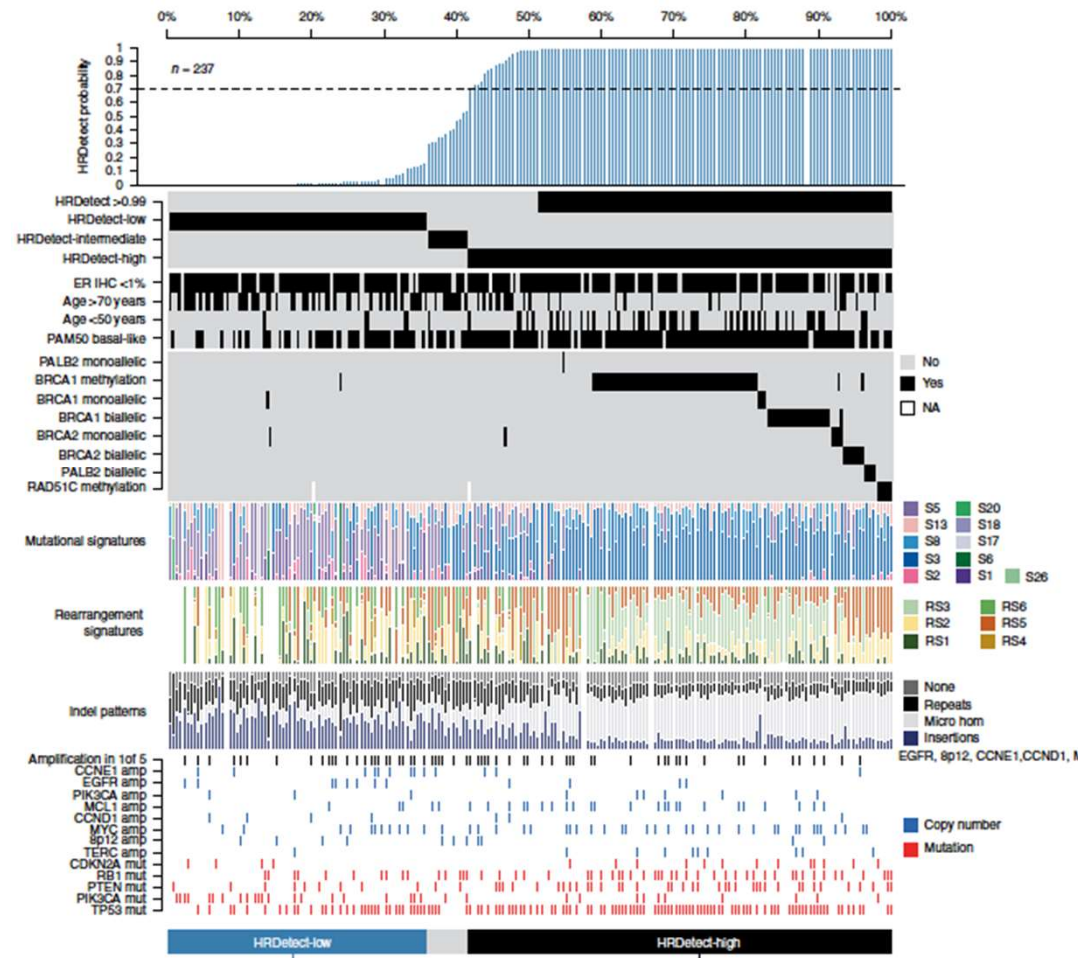 0% 10% 20% 30% 40% 50% 60% 70% 80% 90% 100%
HRDetect probability
1
0.9
0.8
0.7
0.6
0.5
0.4
0.3
0.2
0.1
0
n = 237
HRDetect >0.99
HRDetect-low
HRDetect-intermediate
HRDetect-high
ER IHC <1%
Age >70 years
Age <50 years
PAM50 basal-like
PALB2 monoallelic
BRCA1 methylation
BRCA1 monoallelic
BRCA1 biallelic
BRCA2 monoallelic
BRCA2 biallelic
PALB2 biallelic
RAD51C methylation
No
Yes
NA
Mutational signatures
S5 S20
S13 S18
S8 S17
S3 S6
S2 S1 S26
Rearrangement
signatures
RS3 RS6
RS2 RS5
RS1 RS4
Indel patterns
None
Repeats
Micro hom
Insertions
EGFR, 8p12, CCNE1,CCND1, M
Amplification in 1of 5
CCNE1 amp
EGFR amp
PIK3CA amp
MCL1 amp
CCND1 amp
MYC amp
8p12 amp
TERC amp
CDKN2A mut
RB1 mut
PTEN mut
PIK3CA mut
TP53 mut
Copy number
Mutation
HRDetect-low HRDetect-high